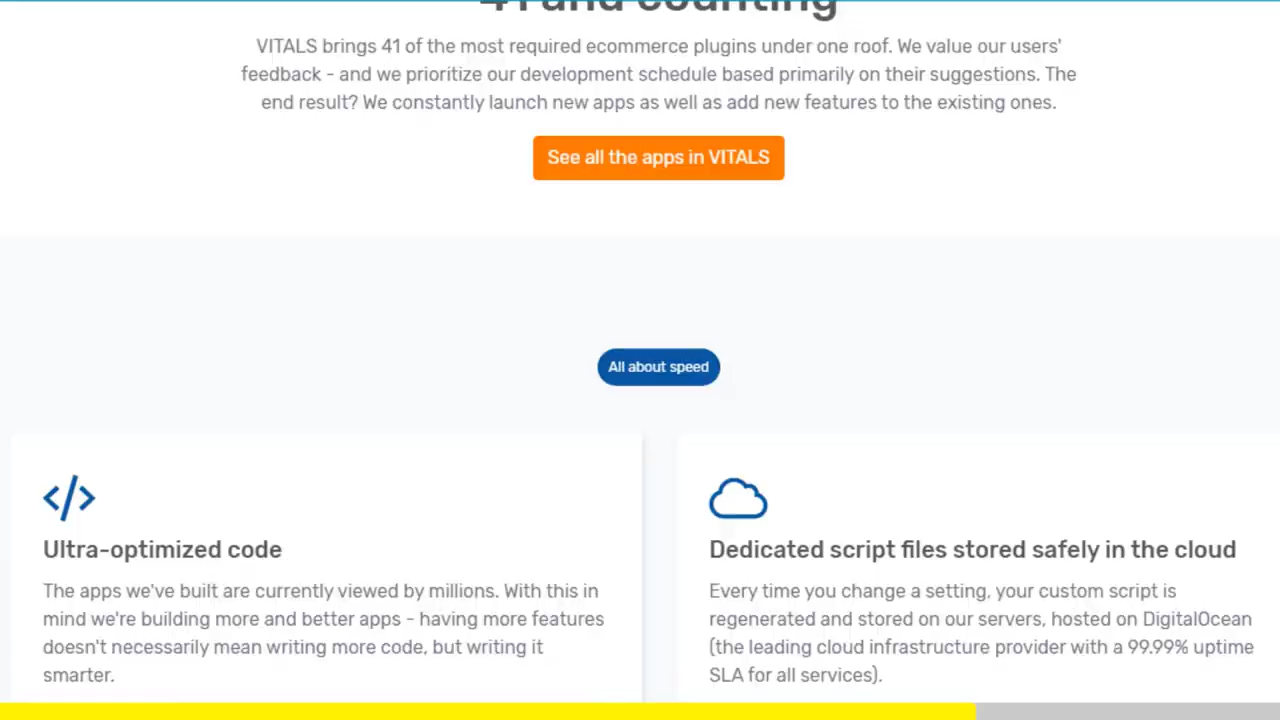 41 and counting
VITALS brings 41 of the most required ecommerce plugins under one roof. We value our users'
feedback - and we prioritize our development schedule based primarily on their suggestions. The
end result? We constantly launch new apps as well as add new features to the existing ones.
See all the apps in VITALS
All about speed
Ultra-optimized code
The apps we've built are currently viewed by millions. With this in
mind we're building more and better apps - having more features
doesn't necessarily mean writing more code, but writing it
smarter.
Dedicated script files stored safely in the cloud
Every time you change a setting, your custom script is
regenerated and stored on our servers, hosted on DigitalOcean
(the leading cloud infrastructure provider with a 99.99% uptime
SLA for all services).